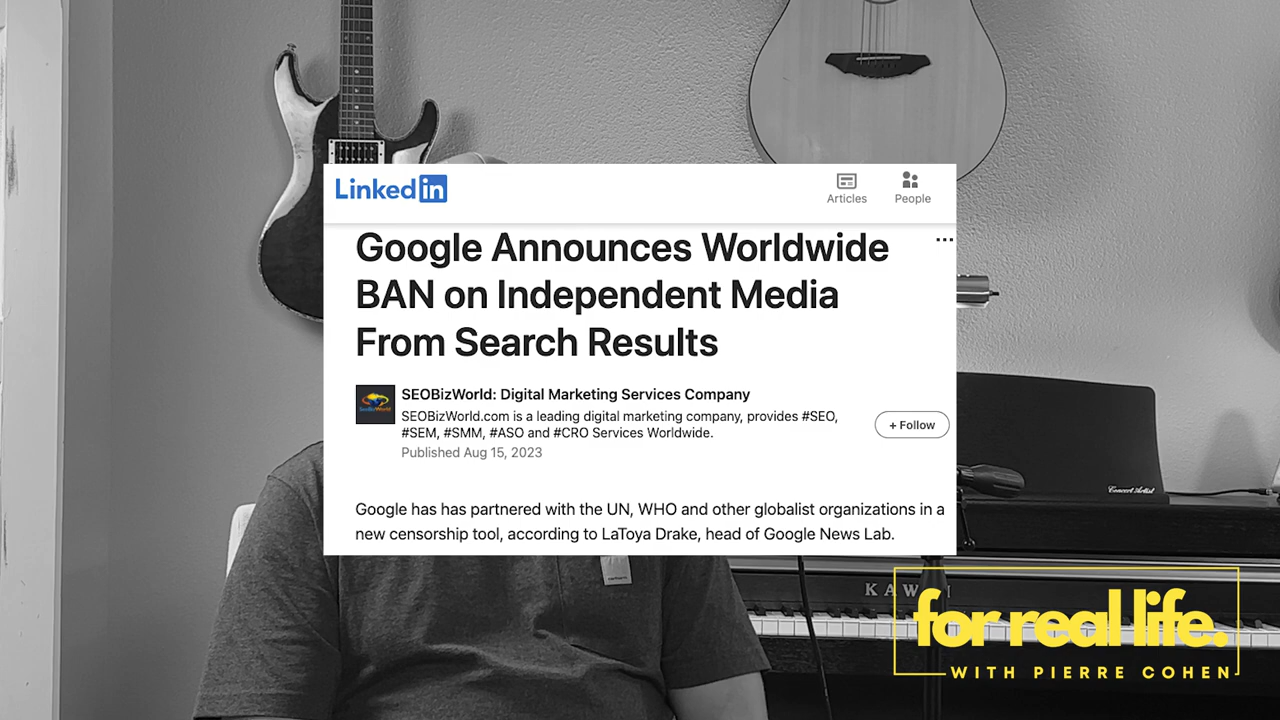 LinkedIn
Articles
People
Google Announces Worldwide
BAN on Independent Media
From Search Results
SEOBizWorld: Digital Marketing Services Company
SEOBizWorld.com is a leading digital marketing company, provides #SEO,
#SEM, #SMM, #ASO and #CRO Services Worldwide.
Published Aug 15, 2023
+ Follow
Google has has partnered with the UN, WHO and other globalist organizations in a
new censorship tool, according to LaToya Drake, head of Google News Lab.
Concert Artist
KAW
for real life.
WITH PIERRE COHEN